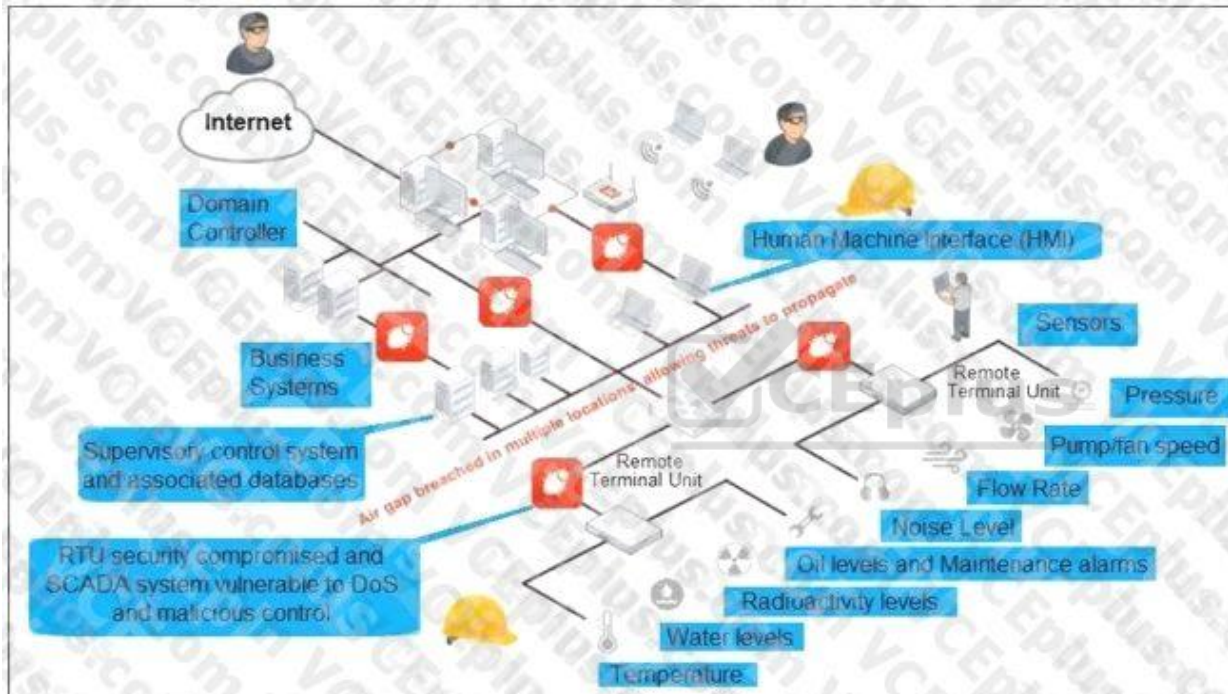 Internet
Domain
Controller
Human Machine Interface (HMI)
Sensors
Business
Systems
Air gap breached in multiple locations, allowing threats to propagate
Remote
Terminal Unit
Pressure
Pump/fan speed
Supervisory control system
and associated databases
Remote
Terminal Unit
Flow Rate
Noise Level
RTU security compromised and
SCADA system vulnerable to DoS
and malicious control
Oil levels and Maintenance alarms
Radioactivity levels
Water levels
Temperature
VCEplus
VCEplus.com